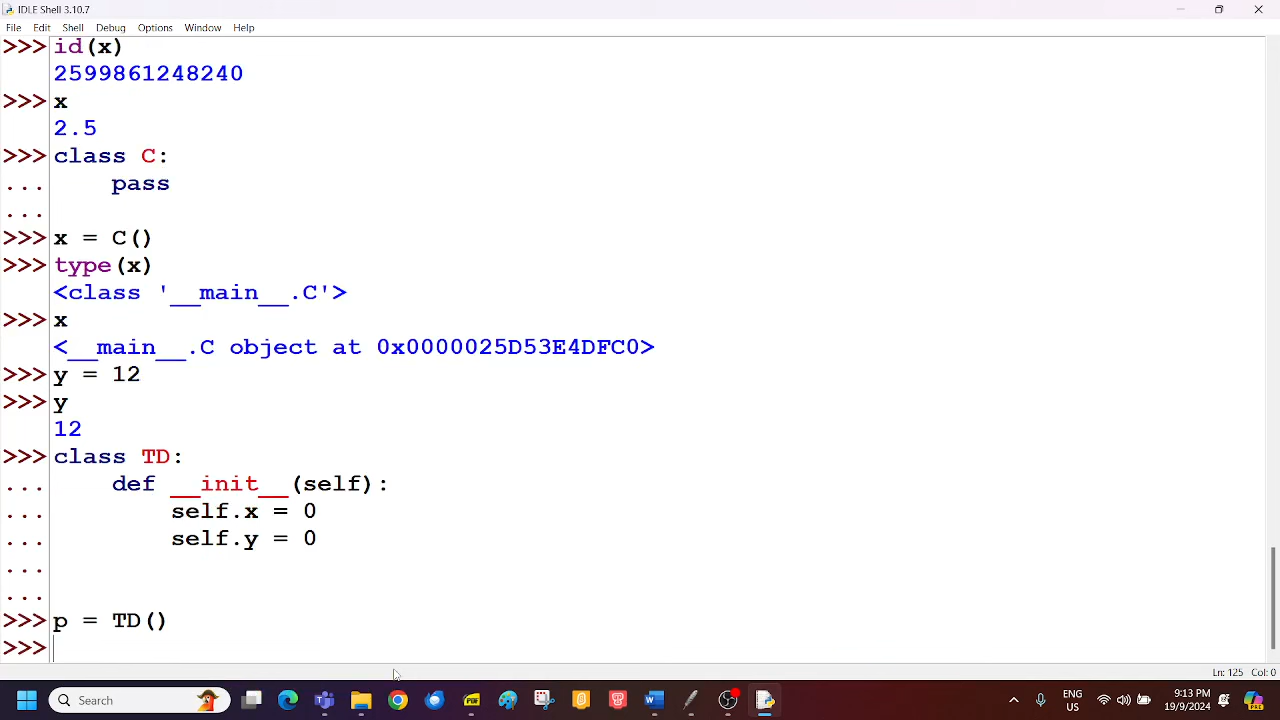 IDLE Shell 3.10.7
File Edit Shell Debug Options Window Help
>>> id(x)
2599861248240
>>> x
2.5
>>> class C:
...     pass
...
>>> x = C()
>>> type(x)
<class '__main__.C'>
>>> x
<__main__.C object at 0x0000025D53E4DFC0>
>>> y = 12
>>> y
12
>>> class TD:
...     def __init__(self):
...         self.x = 0
...         self.y = 0
...
...
>>> p = TD()
>>>
Ln: 125 Col: 0
Search
ENG
US
9:13 PM
19/9/2024